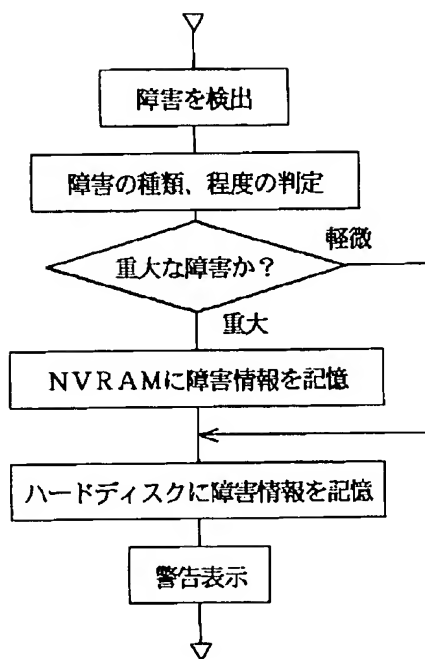 障害を検出
障害の種類、程度の判定
軽微
重大な障害か？
重大
ＮＶＲＡＭに障害情報を記憶
ハードディスクに障害情報を記憶
警告表示